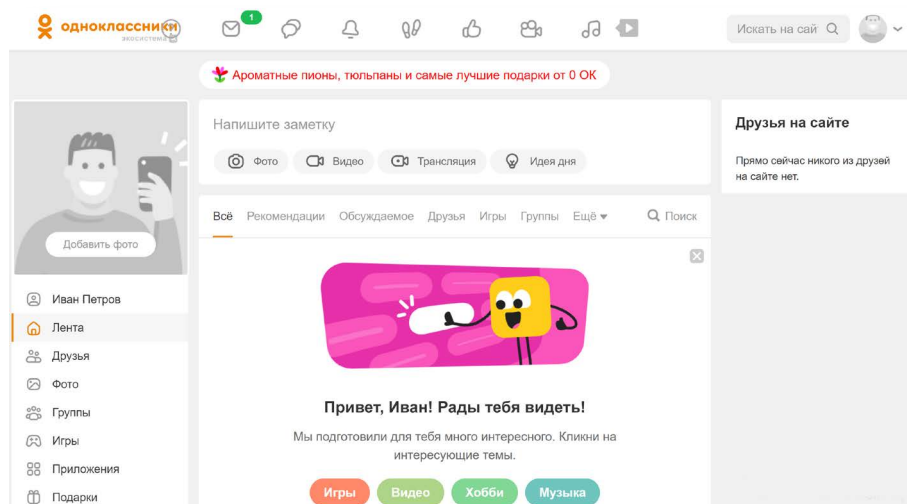 одноклассники
экосистема
1
Искать на сай
Ароматные пионы, тюльпаны и самые лучшие подарки от 0 ОК
Добавить фото
Иван Петров
Лента
Друзья
Фото
Группы
Игры
Приложения
Подарки
Напишите заметку
Фото Видео Трансляция Идея дня
Всё Рекомендации Обсуждаемое Друзья Игры Группы Ещё Поиск
Привет, Иван! Рады тебя видеть!
Мы подготовили для тебя много интересного. Кликни на
интересующие темы.
Игры Видео Хобби Музыка
Друзья на сайте
Прямо сейчас никого из друзей
на сайте нет.